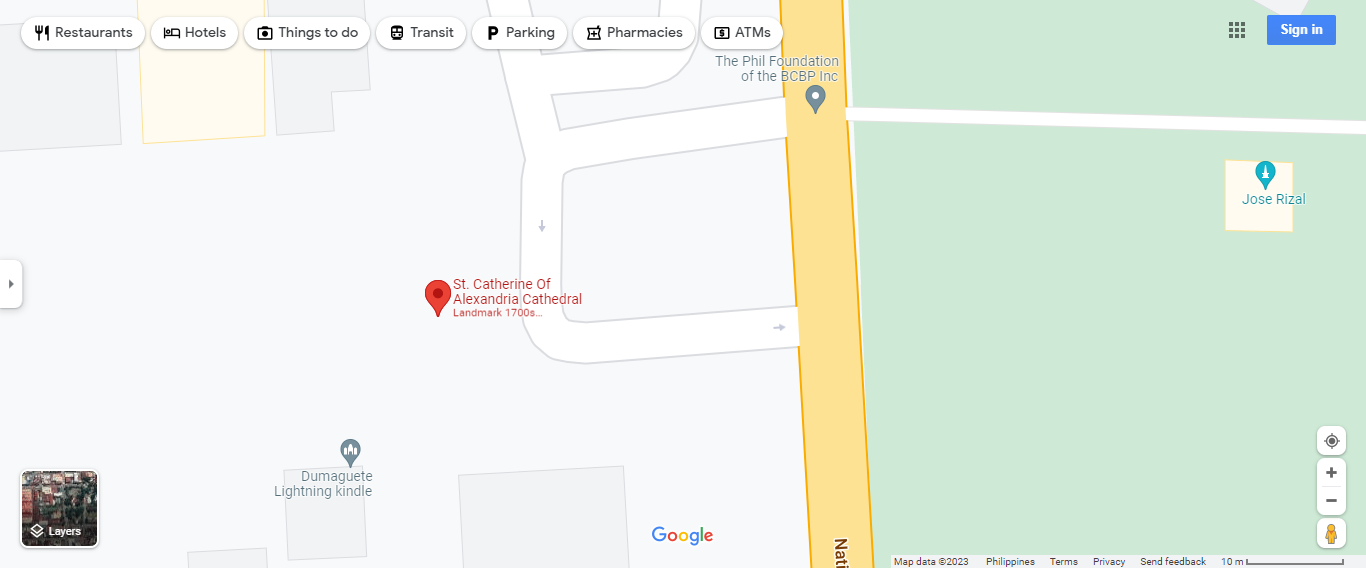 Restaurants
Hotels
Things to do
Transit
Parking
Pharmacies
ATMs
Sign in
The Phil Foundation
of the BCBP Inc
Jose Rizal
St. Catherine Of
Alexandria Cathedral
Landmark 1700s...
Dumaguete
Lightning kindle
Layers
Google
Nati
Map data ©2023
Philippines
Terms
Privacy
Send feedback
10 m